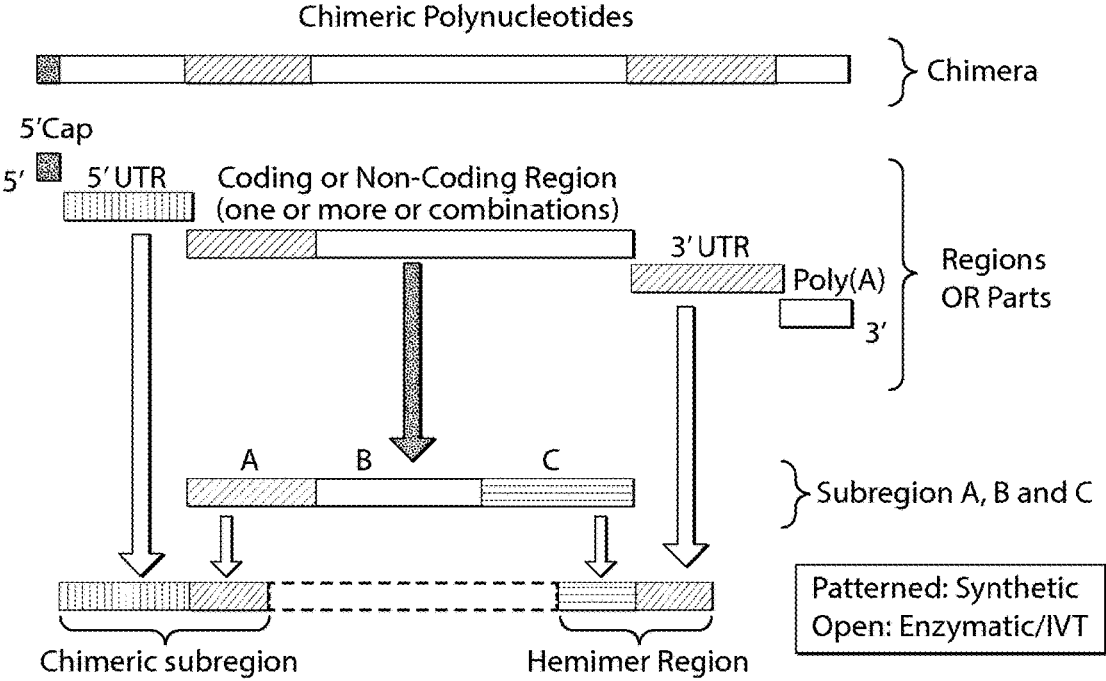 Chimeric Polynucleotides
Chimera
5'Cap
5'
5' UTR
Coding or Non-Coding Region
(one or more or combinations)
3' UTR
Poly(A)
3'
Regions
OR Parts
A
B
C
Subregion A, B and C
Patterned: Synthetic
Open: Enzymatic/IVT
Chimeric subregion
Hemimer Region